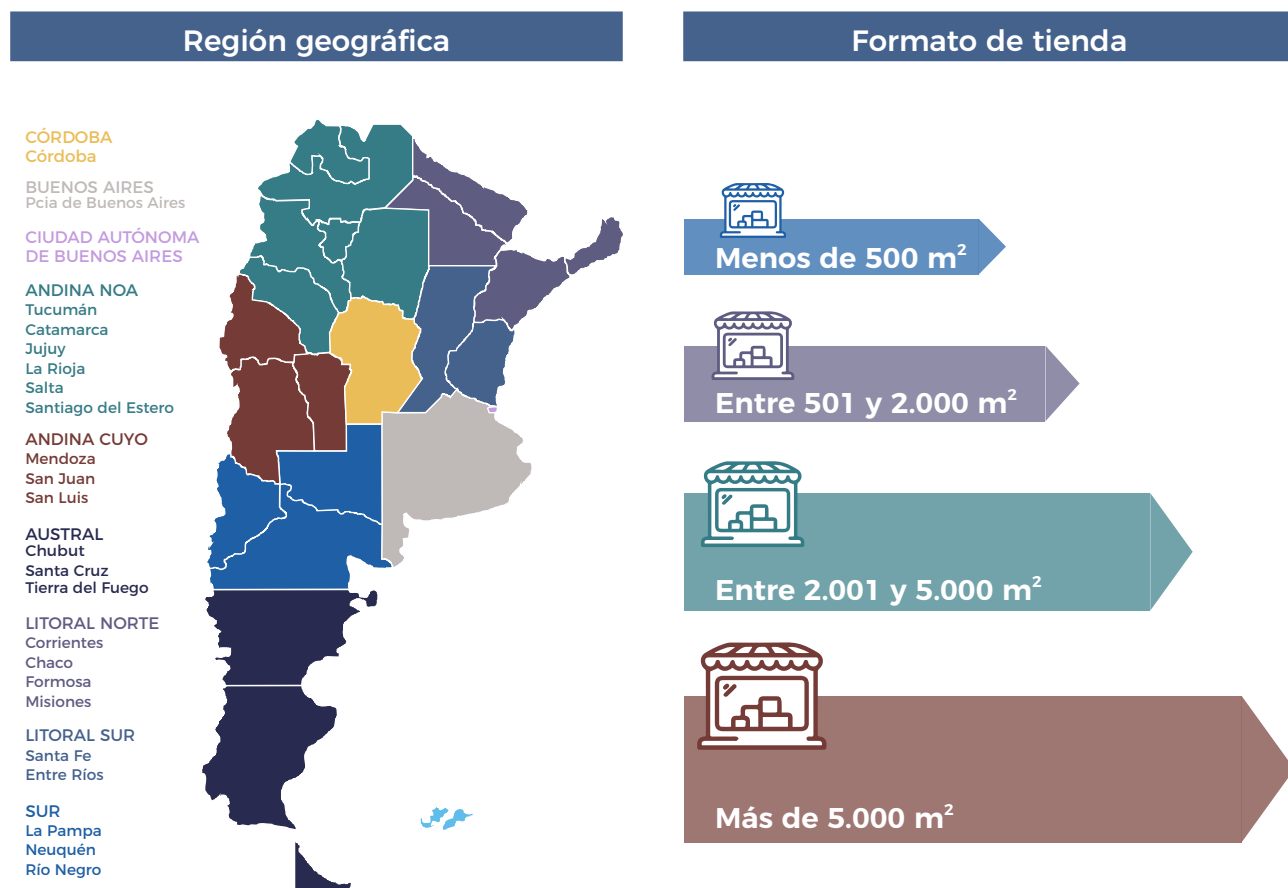 Región geográfica
CÓRDOBA
Córdoba
BUENOS AIRES
Pcia de Buenos Aires
CIUDAD AUTÓNOMA
DE BUENOS AIRES
ANDINA NOA
Tucumán
Catamarca
Jujuy
La Rioja
Salta
Santiago del Estero
ANDINA CUYO
Mendoza
San Juan
San Luis
AUSTRAL
Chubut
Santa Cruz
Tierra del Fuego
LITORAL NORTE
Corrientes
Chaco
Formosa
Misiones
LITORAL SUR
Santa Fe
Entre Ríos
SUR
La Pampa
Neuquén
Río Negro
Formato de tienda
Menos de 500 m²
Entre 501 y 2.000 m²
Entre 2.001 y 5.000 m²
Más de 5.000 m²